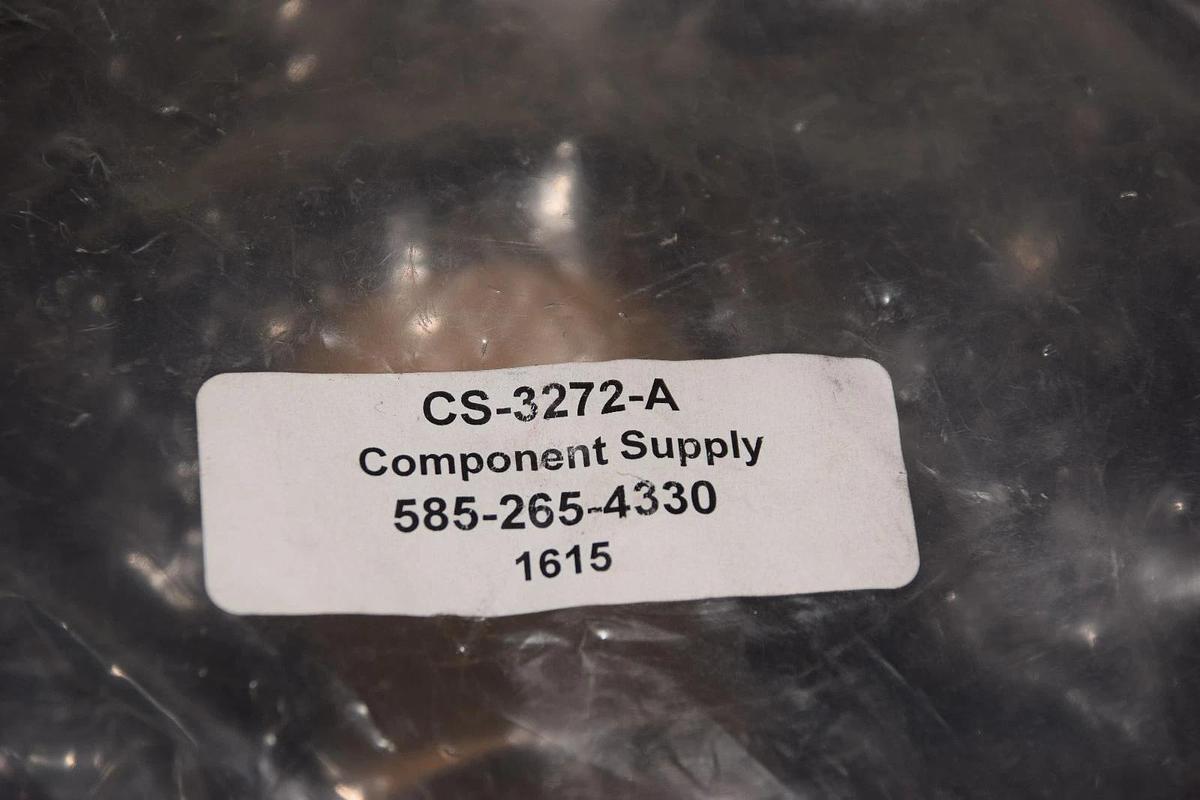 CS-3272-A
Component Supply
585-265-4330
1615